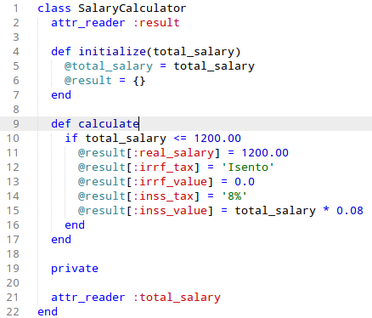 1 class SalaryCalculator
2   attr_reader :result
3
4   def initialize(total_salary)
5     @total_salary = total_salary
6     @result = {}
7   end
8
9   def calculate
10     if total_salary <= 1200.00
11       @result[:real_salary] = 1200.00
12       @result[:irrf_tax] = 'Isento'
13       @result[:irrf_value] = 0.0
14       @result[:inss_tax] = '8%'
15       @result[:inss_value] = total_salary * 0.08
16     end
17   end
18
19   private
20
21   attr_reader :total_salary
22 end